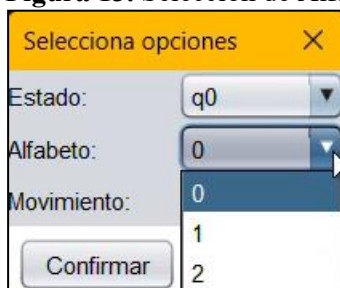 Selecciona opciones
Estado: q0
Alfabeto: 0
0
Movimiento:
1
Confirmar 2